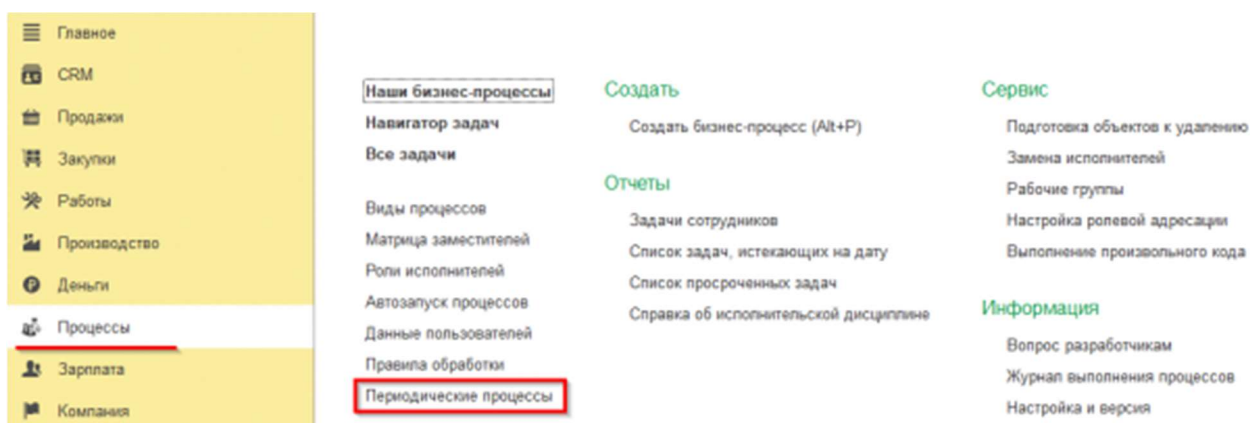 Главное
CRM
Продажи
Закупки
Работы
Производство
Деньги
Процессы
Зарплата
Компания
Наши бизнес-процессы
Навигатор задач
Все задачи
Виды процессов
Матрица заместителей
Роли исполнителей
Автозапуск процессов
Данные пользователей
Правила обработки
Периодические процессы
Создать
Создать бизнес-процесс (Alt+P)
Отчеты
Задачи сотрудников
Список задач, истекающих на дату
Список просроченных задач
Справка об исполнительской дисциплине
Сервис
Подготовка объектов к удалению
Замена исполнителей
Рабочие группы
Настройка ролевой адресации
Выполнение произвольного кода
Информация
Вопрос разработчикам
Журнал выполнения процессов
Настройка и версия